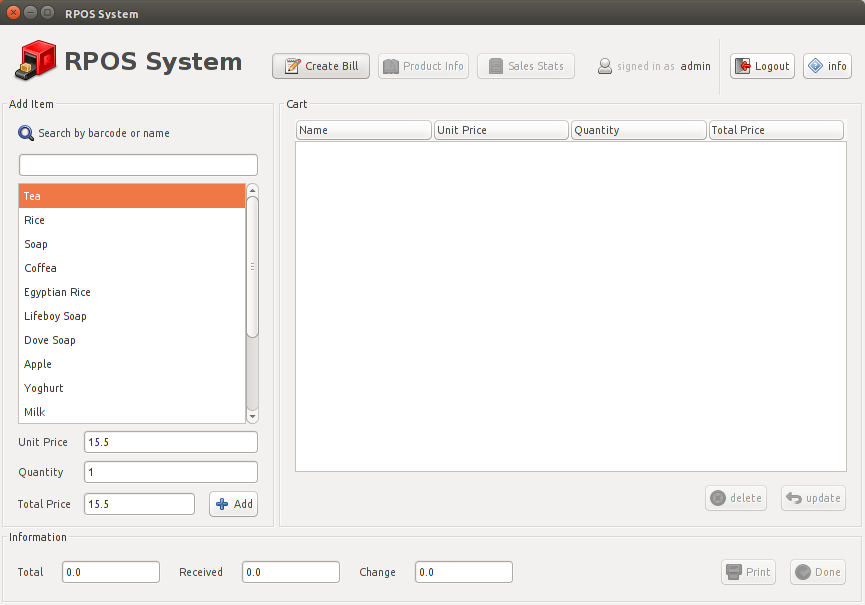 RPOS System
RPOS System
Create Bill
Product Info
Sales Stats
signed in as admin
Logout
info
Add Item
Search by barcode or name
Tea
Rice
Soap
Coffea
Egyptian Rice
Lifeboy Soap
Dove Soap
Apple
Yoghurt
Milk
Unit Price 15.5
Quantity 1
Total Price 15.5 Add
Cart
Name Unit Price Quantity Total Price
delete update
Information
Total 0.0 Received 0.0 Change 0.0 Print Done